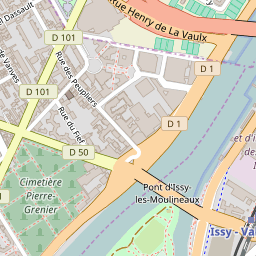 Rue Henry de La Vaulx
l Dassault
D 101
D 1
de Vanves
Rue des Peupliers
D 101
Rue du Fief
D 1
D 50
et d'I
Cimetière
Pierre-
Grenier
Pont d'Issy-
les-Moulineaux
Issy - Va